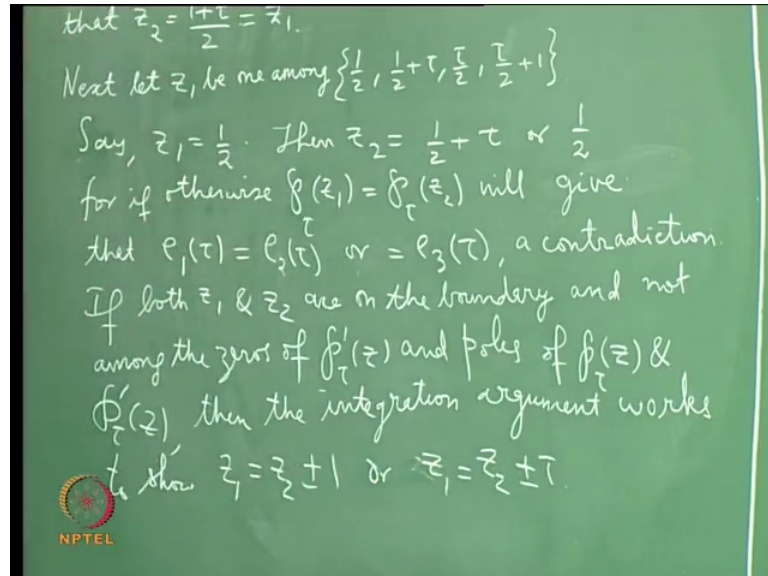 that z₂ = (1+τ)/2 = z₁.
Next let z₁ be one among {1/2, 1/2 + τ, τ/2, τ/2 + 1}
Say, z₁ = 1/2. Then z₂ = 1/2 + τ or 1/2
for if otherwise ℘_τ(z₁) = ℘_τ(z₂) will give
that e₁(τ) = e₂(τ) or = e₃(τ), a contradiction.
If both z₁ & z₂ are on the boundary and not
among the zeros of ℘'_τ(z) and poles of ℘_τ(z) &
℘'_τ(z) then the integration argument works
to show z₁ = z₂ ± 1 or z₁ = z₂ ± τ.
NPTEL